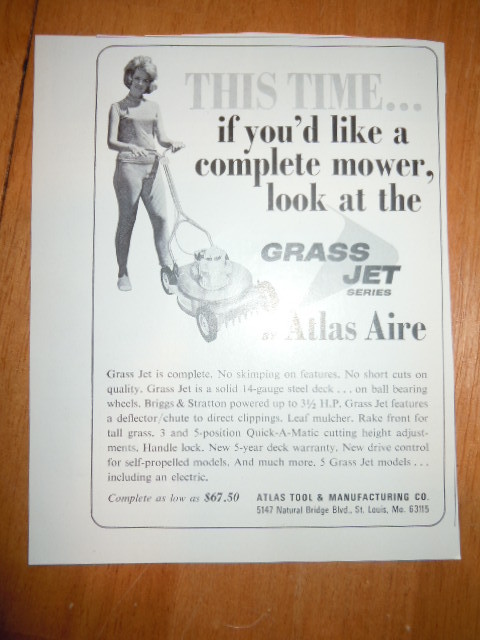 THIS TIME...
if you'd like a
complete mower,
look at the
GRASS
JET
SERIES
Atlas Aire
Grass Jet is complete. No skimping on features. No short cuts on
quality. Grass Jet is a solid 14-gauge steel deck . . . on ball bearing
wheels. Briggs & Stratton powered up to 3½ H.P. Grass Jet features
a deflector/chute to direct clippings. Leaf mulcher. Rake front for
tall grass. 3 and 5-position Quick-A-Matic cutting height adjust-
ments. Handle lock. New 5-year deck warranty. New drive control
for self-propelled models. And much more. 5 Grass Jet models . . .
including an electric.
Complete as low as $67.50
ATLAS TOOL & MANUFACTURING CO.
5147 Natural Bridge Blvd., St. Louis, Mo. 63115